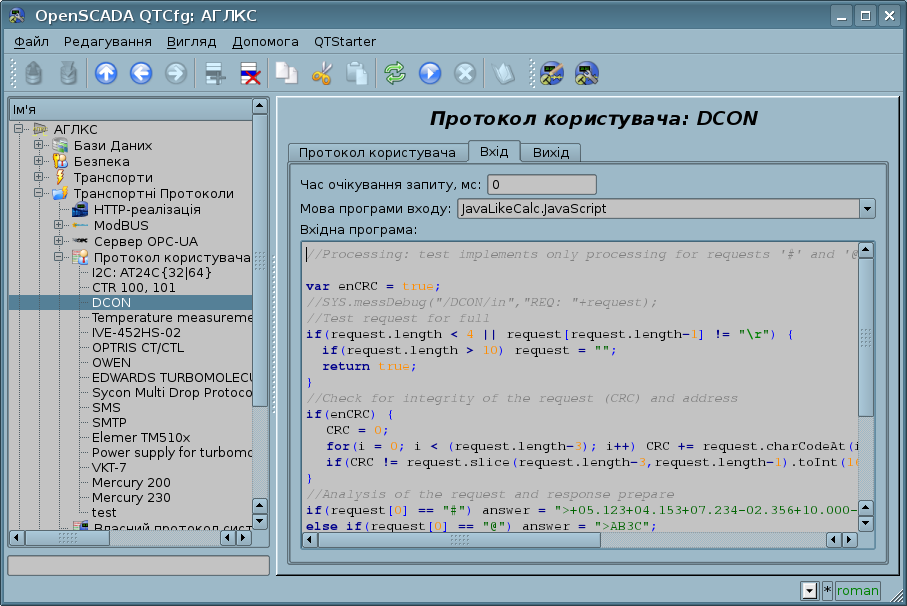 OpenSCADA QTCfg: АГЛКС
Файл Редагування Вигляд Допомога QTStarter
Ім'я
АГЛКС
Бази Даних
Безпека
Транспорти
Транспортні Протоколи
HTTP-реалізація
ModBUS
Сервер OPC-UA
Протокол користувача
I2C: AT24C{32|64}
CTR 100, 101
DCON
Temperature measureme
IVE-452HS-02
OPTRIS CT/CTL
OWEN
EDWARDS TURBOMOLECU
Sycon Multi Drop Protoco
SMS
SMTP
Elemer TM510x
Power supply for turbomo
VKT-7
Mercury 200
Mercury 230
test
Власний протокол сист
Протокол користувача: DCON
Протокол користувача Вхід Вихід
Час очікування запиту, мс: 0
Мова програми входу: JavaLikeCalc.JavaScript
Вхідна програма:
//Processing: test implements only processing for requests '#' and '@
var enCRC = true;
//SYS.messDebug("/DCON/in","REQ: "+request);
//Test request for full
if(request.length < 4 || request[request.length-1] != "\r") {
if(request.length > 10) request = "";
return true;
}
//Check for integrity of the request (CRC) and address
if(enCRC) {
CRC = 0;
for(i = 0; i < (request.length-3); i++) CRC += request.charCodeAt(i
if(CRC != request.slice(request.length-3,request.length-1).toInt(16
}
//Analysis of the request and response prepare
if(request[0] == "#") answer = ">+05.123+04.153+07.234-02.356+10.000-
else if(request[0] == "@") answer = ">AB3C";
* roman